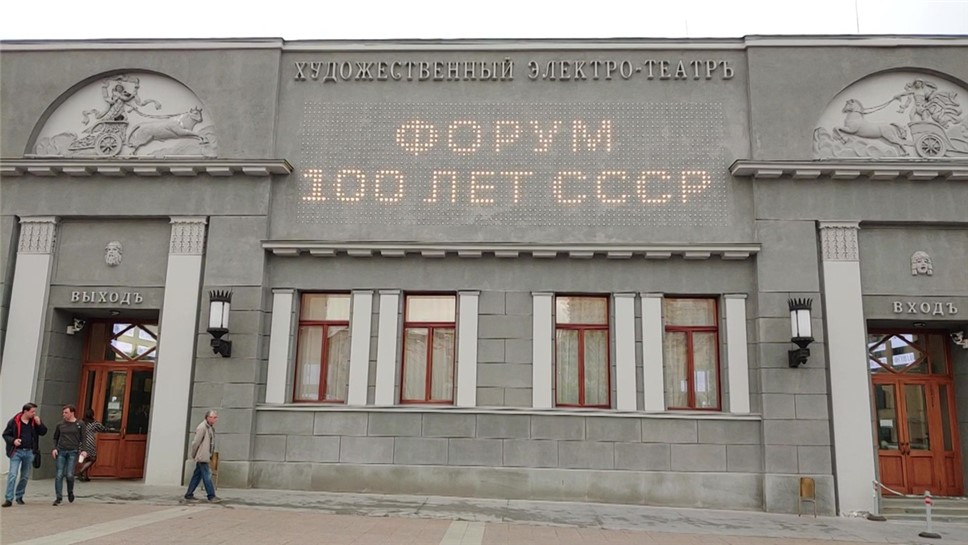 ХУДОЖЕСТВЕННЫЙ ЭЛЕКТРО-ТЕАТРЪ
ФОРУМ
100 ЛЕТ СССР
ВЫХОДЪ
ВХОДЪ